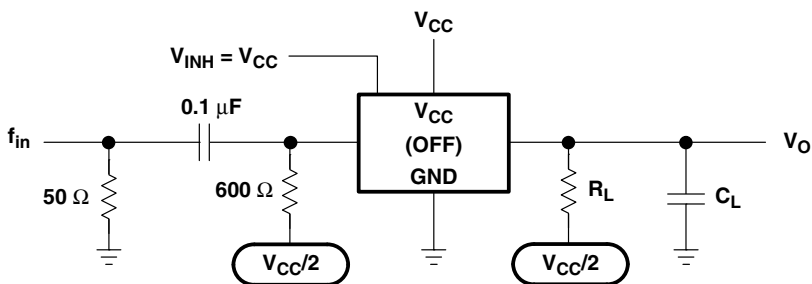 V_CC
V_INH = V_CC
0.1 μF
V_CC
f_in
(OFF)
V_O
GND
50 Ω
600 Ω
R_L
C_L
V_CC/2
V_CC/2